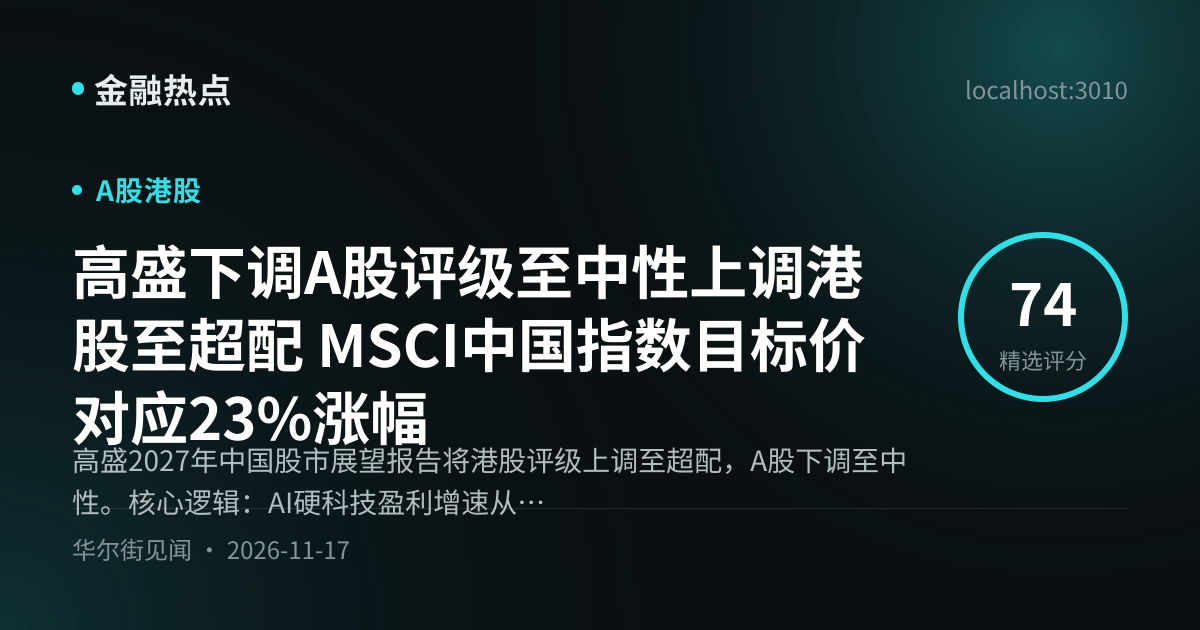 金融热点
localhost:3010
A股港股
高盛下调A股评级至中性上调港
股至超配 MSCI中国指数目标价
对应23%涨幅
74
精选评分
高盛2027年中国股市展望报告将港股评级上调至超配，A股下调至中
性。核心逻辑：AI硬科技盈利增速从…
华尔街见闻 • 2026-11-17